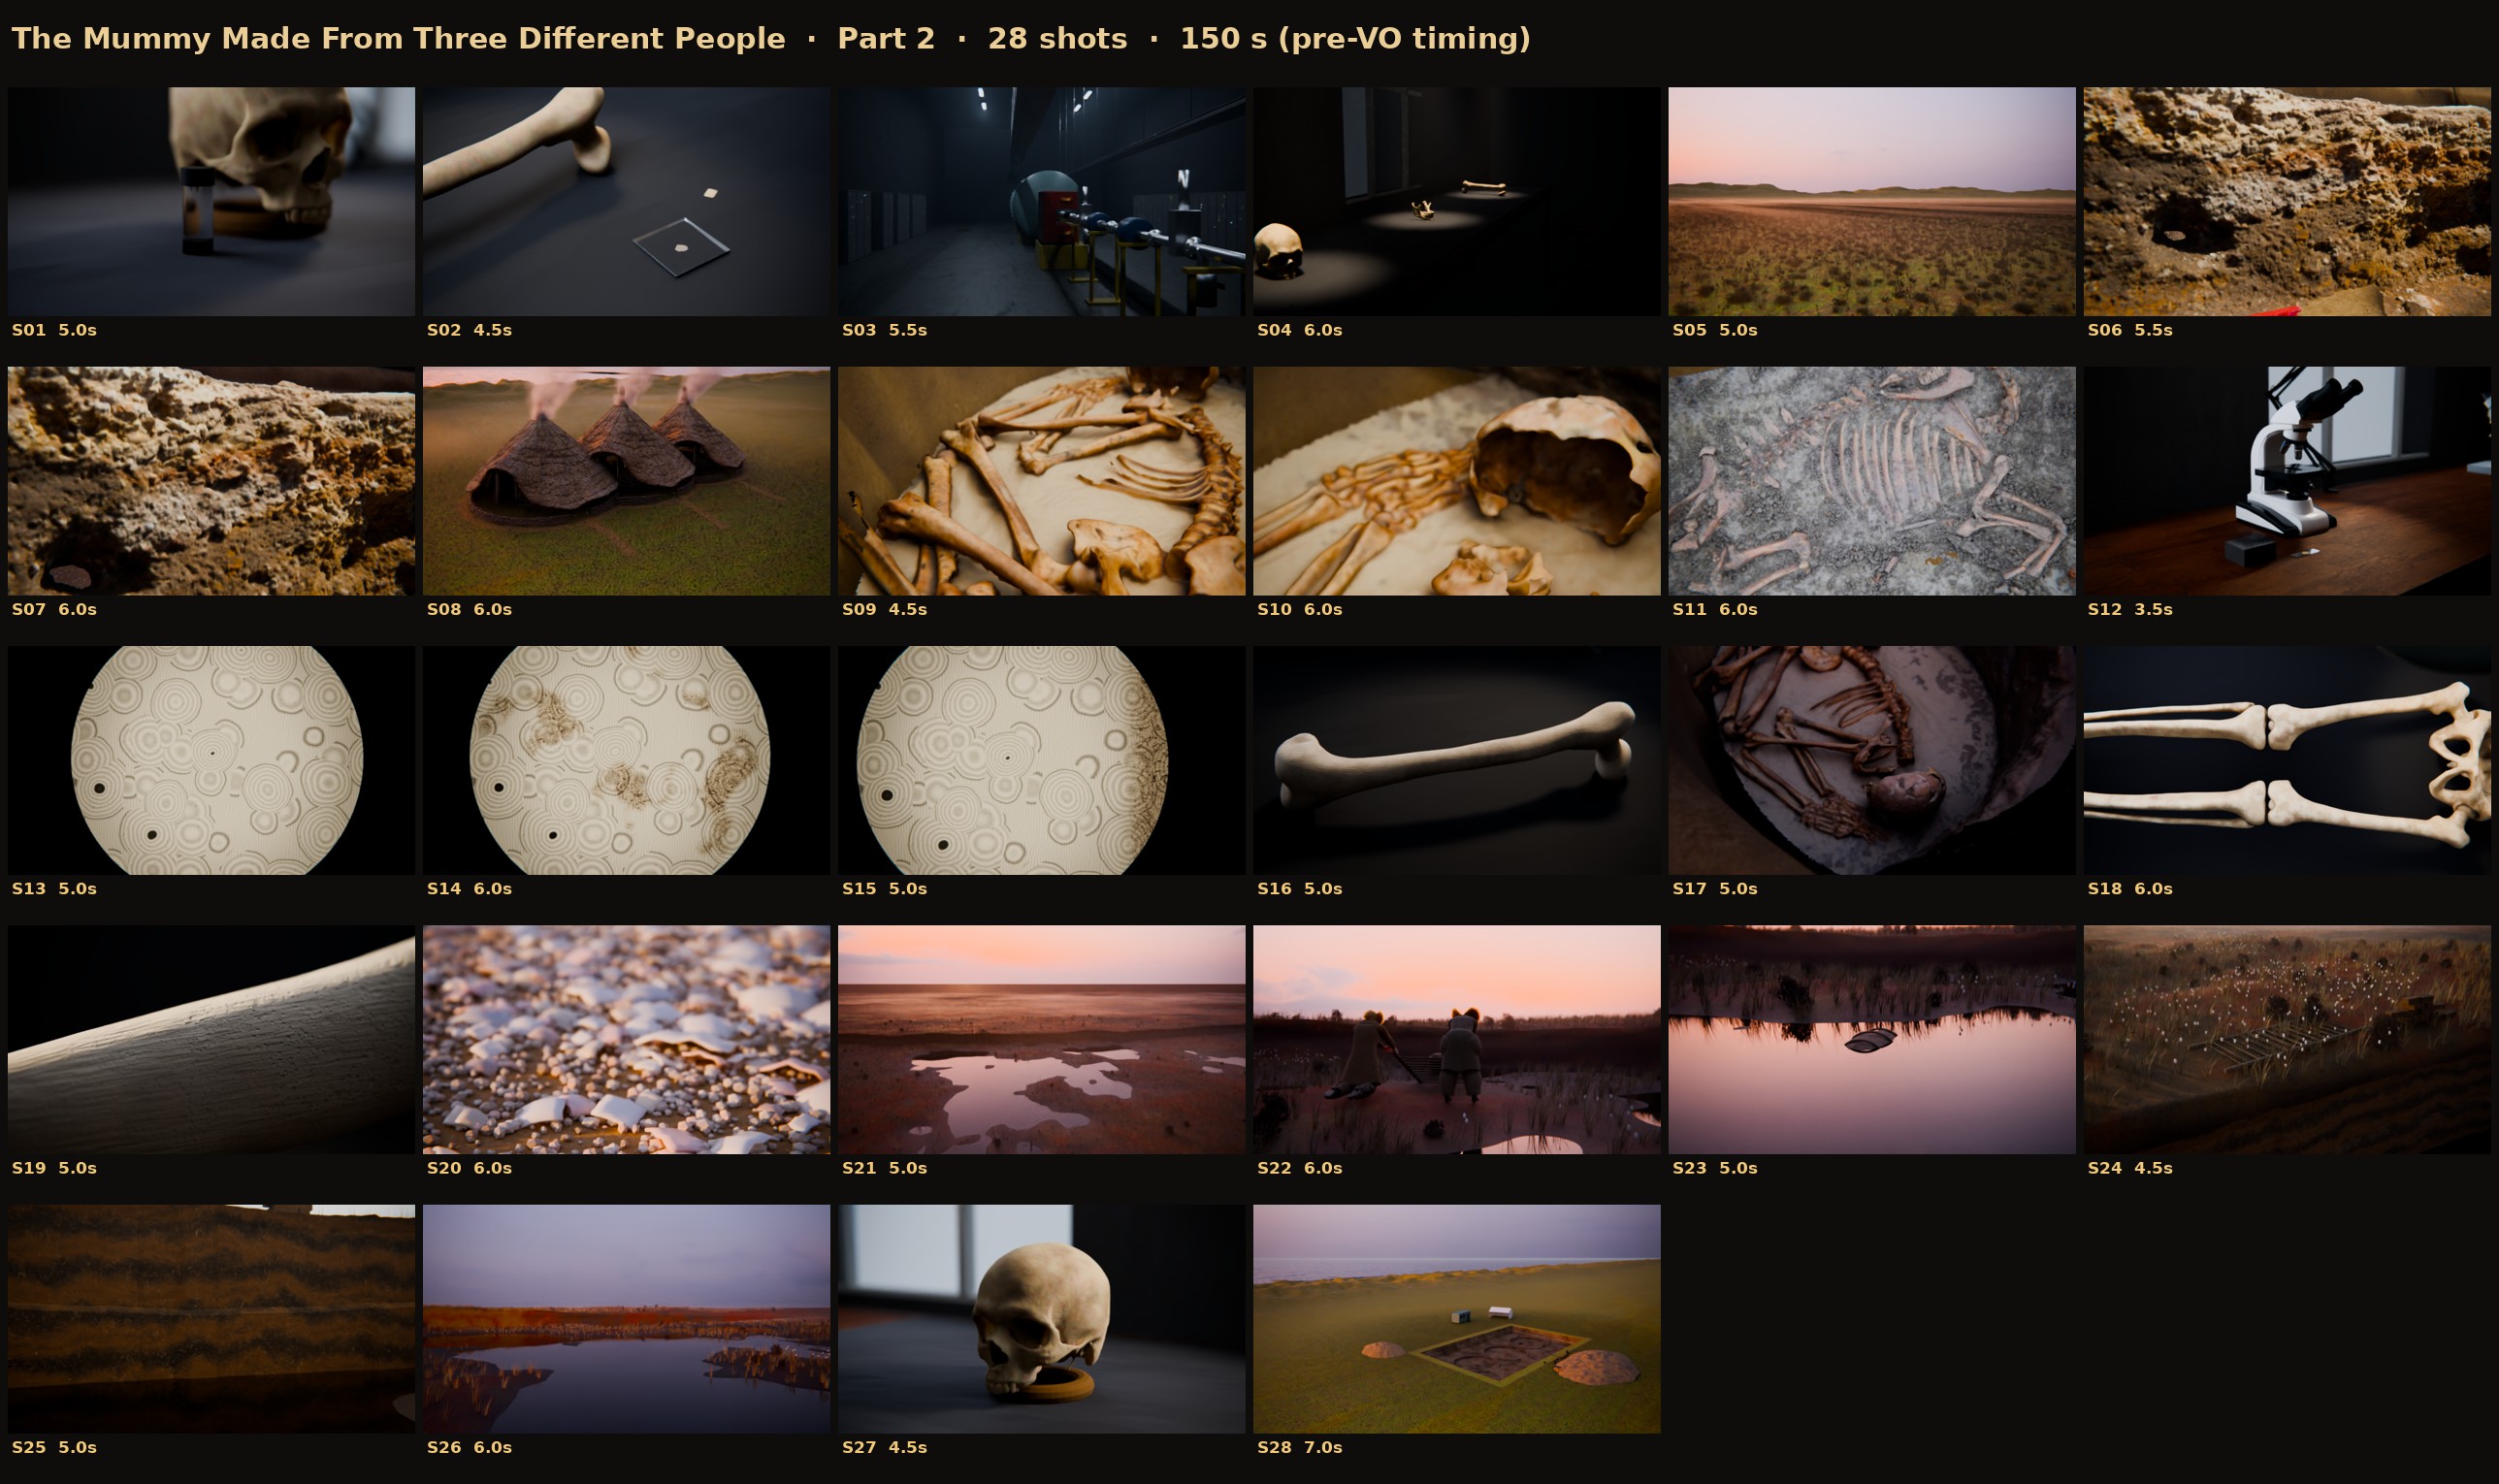 The Mummy Made From Three Different People · Part 2 · 28 shots · 150 s (pre-VO timing)
S01 5.0s
S02 4.5s
S03 5.5s
S04 6.0s
S05 5.0s
S06 5.5s
S07 6.0s
S08 6.0s
S09 4.5s
S10 6.0s
S11 6.0s
S12 3.5s
S13 5.0s
S14 6.0s
S15 5.0s
S16 5.0s
S17 5.0s
S18 6.0s
S19 5.0s
S20 6.0s
S21 5.0s
S22 6.0s
S23 5.0s
S24 4.5s
S25 5.0s
S26 6.0s
S27 4.5s
S28 7.0s